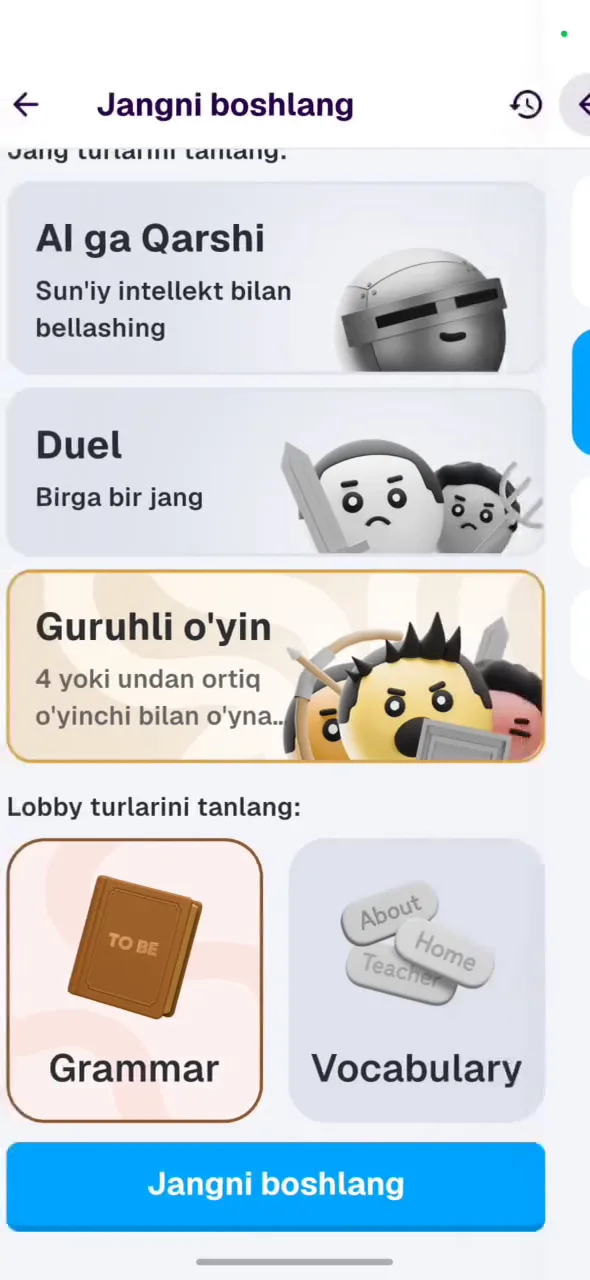 Jangni boshlang
Jang turlarini tanlang:
AI ga Qarshi
Sun'iy intellekt bilan
bellashing
Duel
Birga bir jang
Guruhli o'yin
4 yoki undan ortiq
o'yinchi bilan o'yna...
Lobby turlarini tanlang:
TO BE
Grammar
About
Home
Teacher
Vocabulary
Jangni boshlang